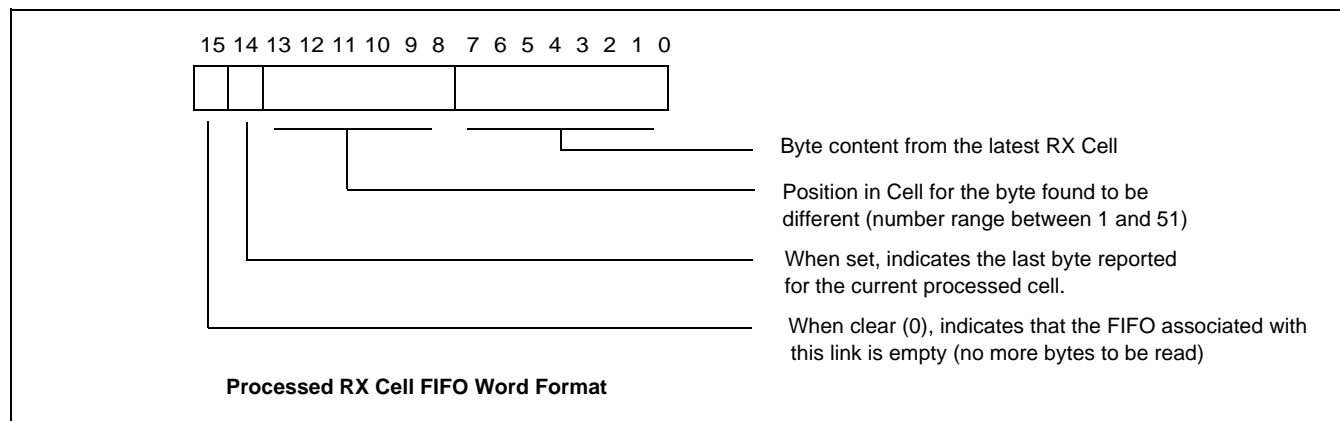 15 14 13 12 11 10 9 8 7 6 5 4 3 2 1 0
Byte content from the latest RX Cell
Position in Cell for the byte found to be
different (number range between 1 and 51)
When set, indicates the last byte reported
for the current processed cell.
When clear (0), indicates that the FIFO associated with
this link is empty (no more bytes to be read)
Processed RX Cell FIFO Word Format